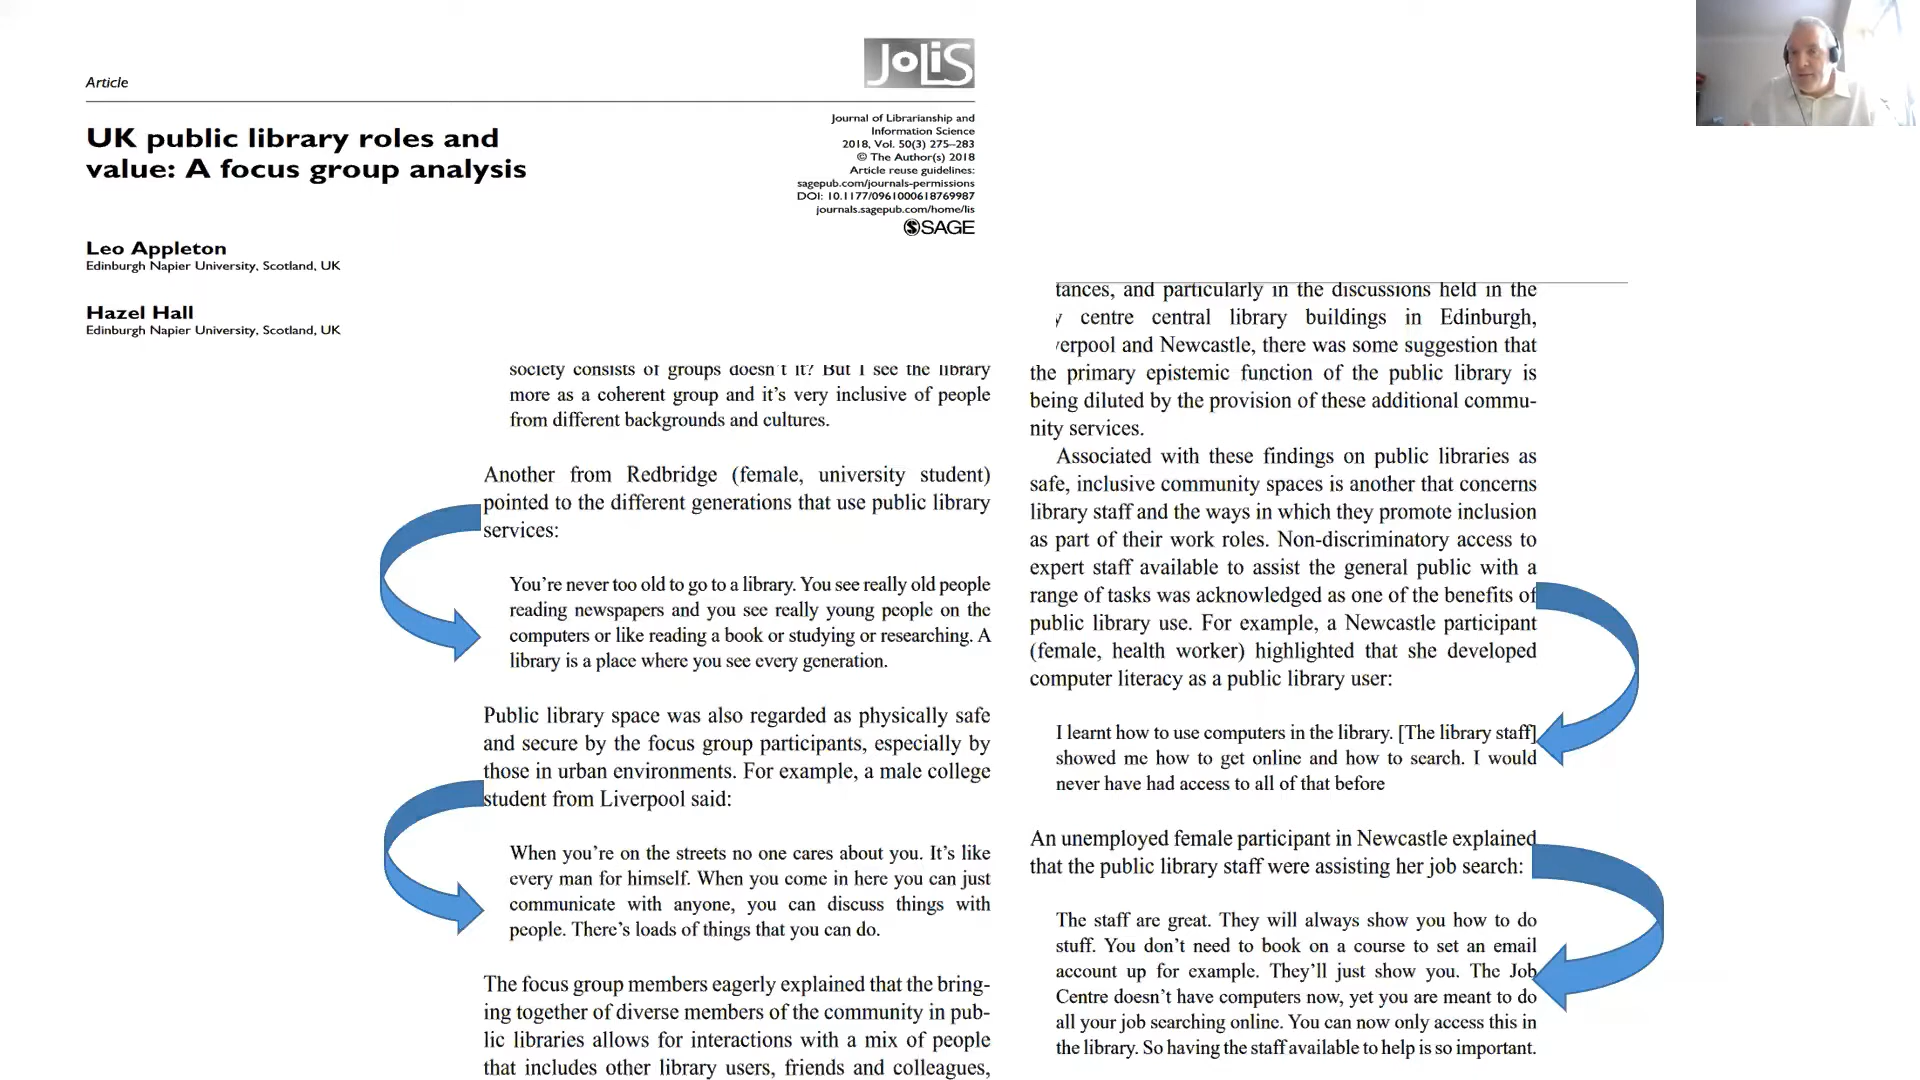 Article
JOLiS
UK public library roles and
value: A focus group analysis
Journal of Librarianship and
Information Science
2018, Vol. 50(3) 275–283
© The Author(s) 2018
Article reuse guidelines:
sagepub.com/journals-permissions
DOI: 10.1177/0961000618769987
journals.sagepub.com/home/lis
SAGE
Leo Appleton
Edinburgh Napier University, Scotland, UK
Hazel Hall
Edinburgh Napier University, Scotland, UK
society consists of groups doesn't it? But I see the library
more as a coherent group and it's very inclusive of people
from different backgrounds and cultures.
Another from Redbridge (female, university student)
pointed to the different generations that use public library
services:
You're never too old to go to a library. You see really old people
reading newspapers and you see really young people on the
computers or like reading a book or studying or researching. A
library is a place where you see every generation.
Public library space was also regarded as physically safe
and secure by the focus group participants, especially by
those in urban environments. For example, a male college
student from Liverpool said:
When you're on the streets no one cares about you. It's like
every man for himself. When you come in here you can just
communicate with anyone, you can discuss things with
people. There's loads of things that you can do.
The focus group members eagerly explained that the bring-
ing together of diverse members of the community in pub-
lic libraries allows for interactions with a mix of people
that includes other library users, friends and colleagues,
tances, and particularly in the discussions held in the
y centre central library buildings in Edinburgh,
verpool and Newcastle, there was some suggestion that
the primary epistemic function of the public library is
being diluted by the provision of these additional commu-
nity services.
Associated with these findings on public libraries as
safe, inclusive community spaces is another that concerns
library staff and the ways in which they promote inclusion
as part of their work roles. Non-discriminatory access to
expert staff available to assist the general public with a
range of tasks was acknowledged as one of the benefits of
public library use. For example, a Newcastle participant
(female, health worker) highlighted that she developed
computer literacy as a public library user:
I learnt how to use computers in the library. [The library staff]
showed me how to get online and how to search. I would
never have had access to all of that before
An unemployed female participant in Newcastle explained
that the public library staff were assisting her job search:
The staff are great. They will always show you how to do
stuff. You don't need to book on a course to set an email
account up for example. They'll just show you. The Job
Centre doesn't have computers now, yet you are meant to do
all your job searching online. You can now only access this in
the library. So having the staff available to help is so important.